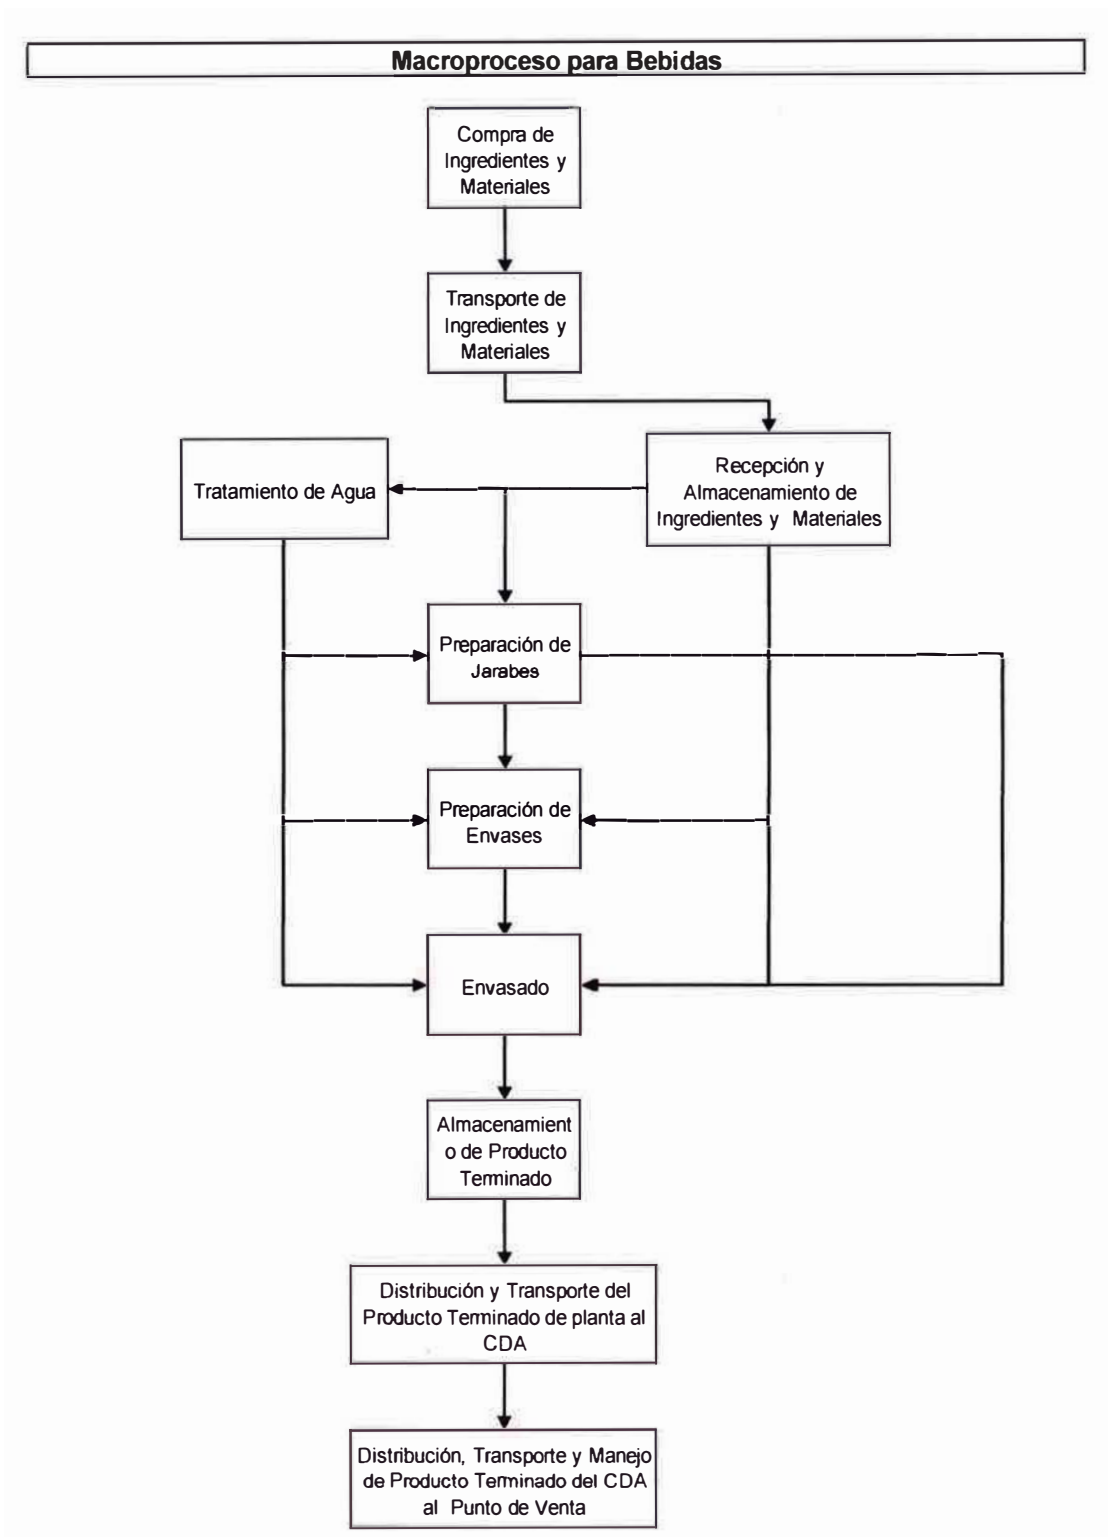 Macroproceso para Bebidas
Compra de
Ingredientes y
Materiales
Transporte de
Ingredientes y
Materiales
Tratamiento de Agua
Recepción y
Almacenamiento de
Ingredientes y Materiales
Preparación de
Jarabes
Preparación de
Envases
Envasado
Almacenamient
o de Producto
Terminado
Distribución y Transporte del
Producto Terminado de planta al
CDA
Distribución, Transporte y Manejo
de Producto Terminado del CDA
al Punto de Venta